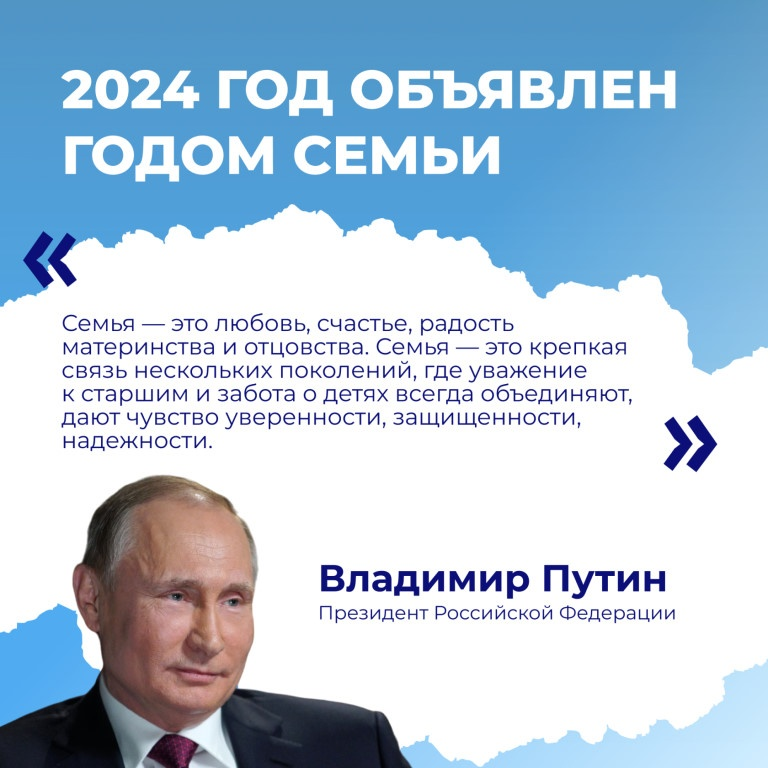 2024 ГОД ОБЪЯВЛЕН
ГОДОМ СЕМЬИ
«
Семья — это любовь, счастье, радость
материнства и отцовства. Семья — это крепкая
связь нескольких поколений, где уважение
к старшим и забота о детях всегда объединяют,
дают чувство уверенности, защищенности,
надежности.
»
Владимир Путин
Президент Российской Федерации